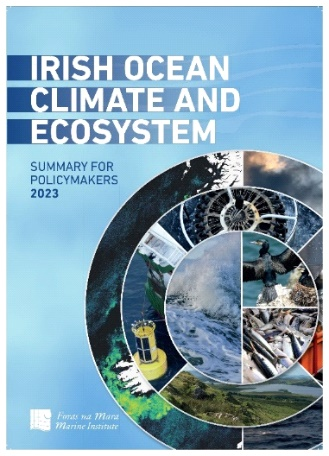 IRISH OCEAN
CLIMATE AND
ECOSYSTEM
SUMMARY FOR
POLICYMAKERS
2023
Foras na Mara
Marine Institute